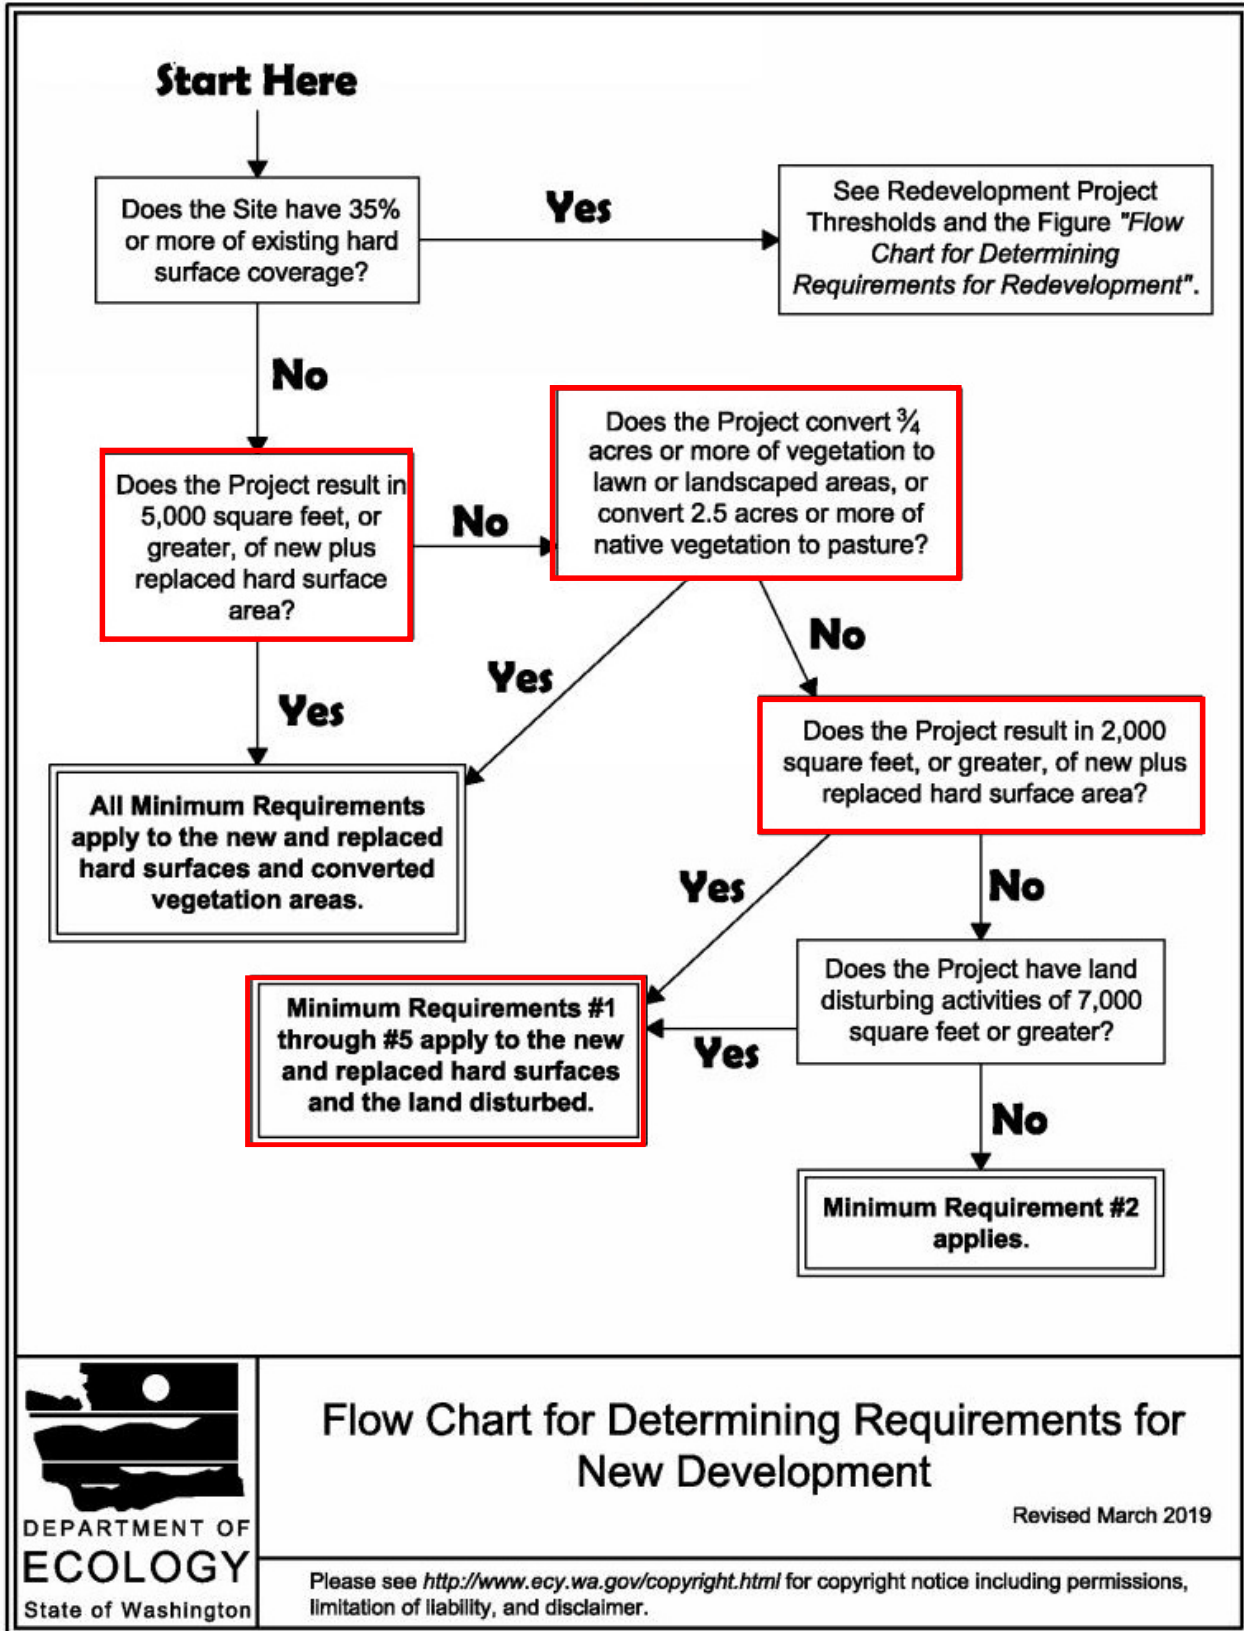 Start Here
Does the Site have 35%
or more of existing hard
surface coverage?
Yes
See Redevelopment Project
Thresholds and the Figure "Flow
Chart for Determining
Requirements for Redevelopment".
No
Does the Project result in
5,000 square feet, or
greater, of new plus
replaced hard surface
area?
No
Does the Project convert ¾
acres or more of vegetation to
lawn or landscaped areas, or
convert 2.5 acres or more of
native vegetation to pasture?
Yes
Yes
No
All Minimum Requirements
apply to the new and replaced
hard surfaces and converted
vegetation areas.
Does the Project result in 2,000
square feet, or greater, of new plus
replaced hard surface area?
Yes
No
Minimum Requirements #1
through #5 apply to the new
and replaced hard surfaces
and the land disturbed.
Yes
Does the Project have land
disturbing activities of 7,000
square feet or greater?
No
Minimum Requirement #2
applies.
DEPARTMENT OF
ECOLOGY
State of Washington
Flow Chart for Determining Requirements for
New Development
Revised March 2019
Please see http://www.ecy.wa.gov/copyright.html for copyright notice including permissions,
limitation of liability, and disclaimer.